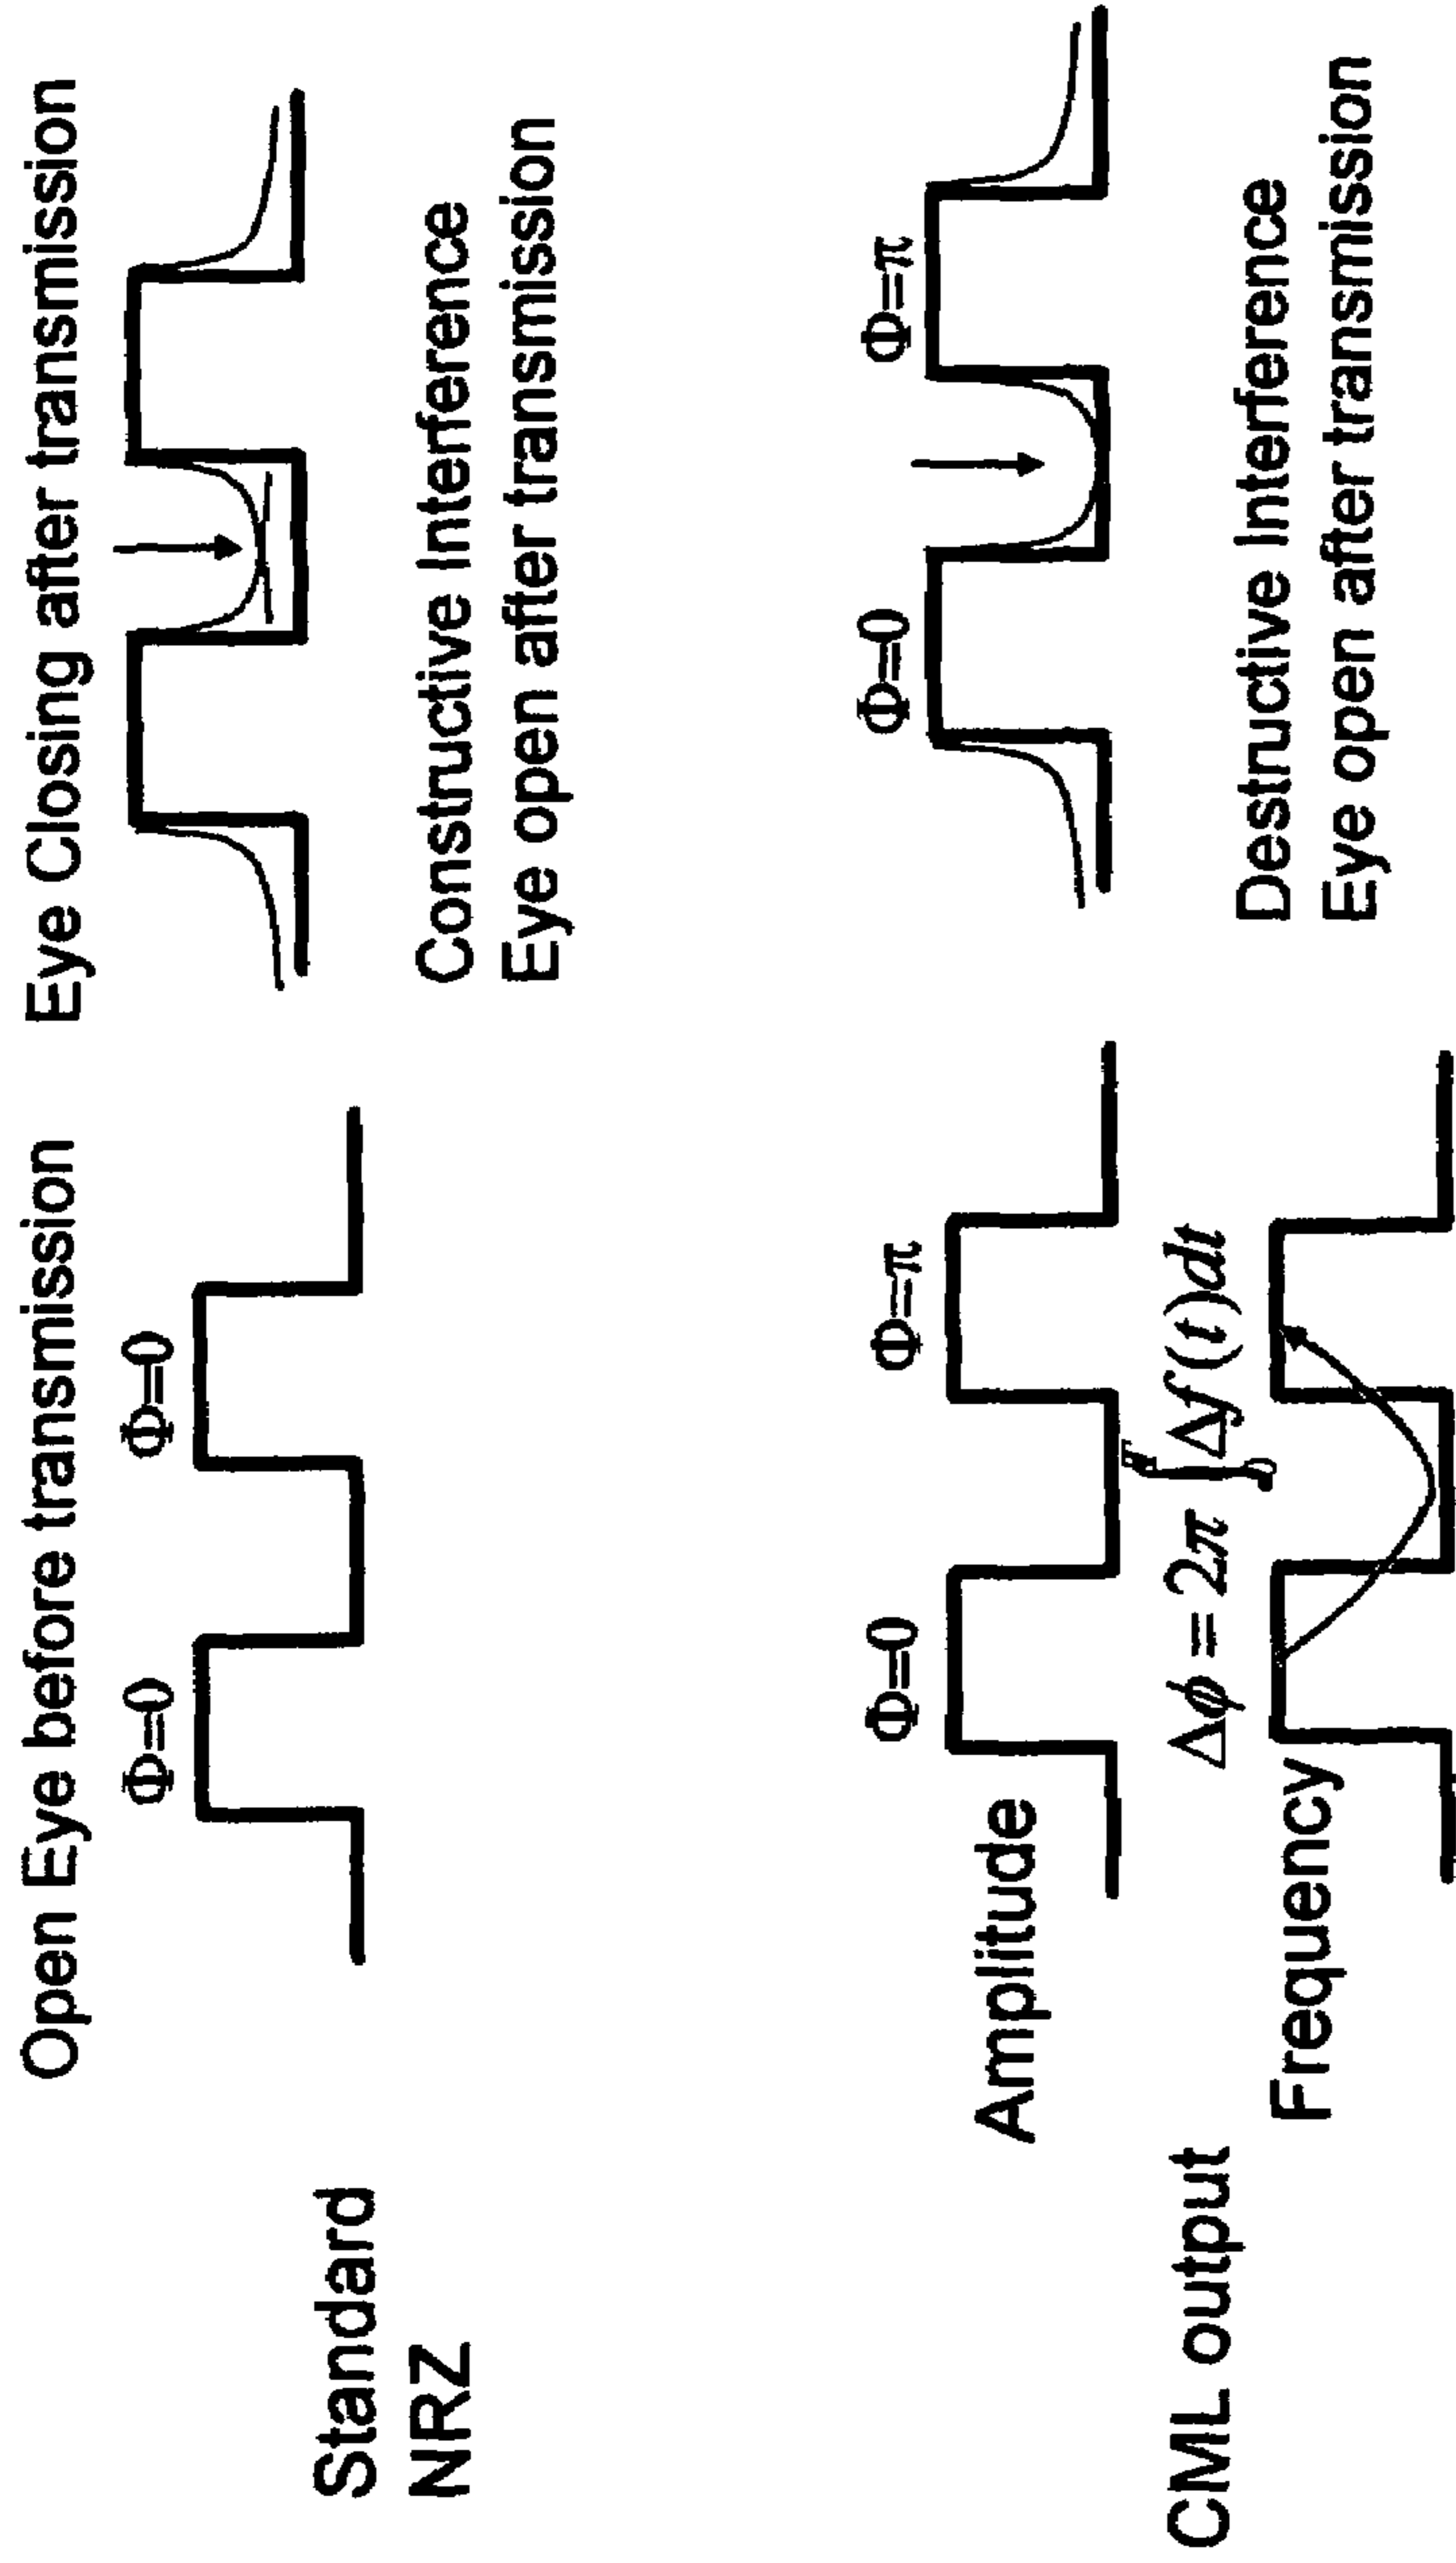 Open Eye before transmission
Eye Closing after transmission
Φ=0
Φ=0
Standard
NRZ
Constructive Interference
Eye open after transmission
Φ=0
Φ=π
Φ=0
Φ=π
Amplitude
Δϕ = 2π ∫0 Δf(t)dt
CML output
Frequency
Destructive Interference
Eye open after transmission